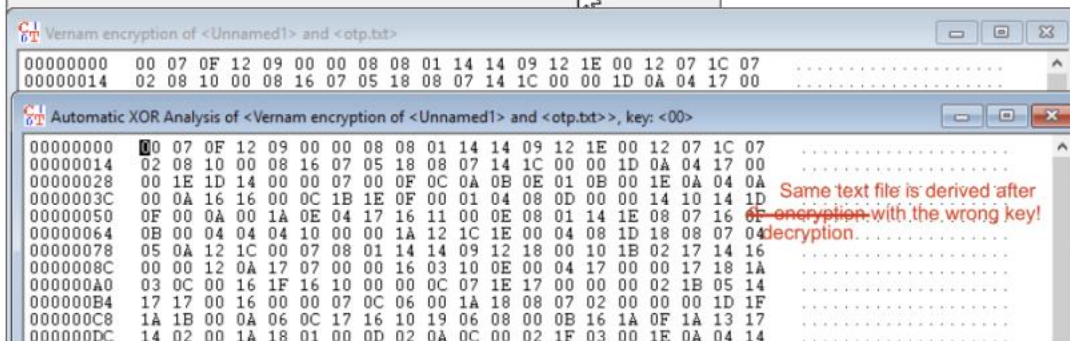 Vernam encryption of <Unnamed1> and <otp.txt>
00000000 00 07 0F 12 09 00 00 08 08 01 14 14 09 12 1E 00 12 07 1C 07 ....................
00000014 02 08 10 00 08 16 07 05 18 08 07 14 1C 00 00 1D 0A 04 17 00 ....................
Automatic XOR Analysis of <Vernam encryption of <Unnamed1> and <otp.txt>>, key: <00>
00000000 00 07 0F 12 09 00 00 08 08 01 14 14 09 12 1E 00 12 07 1C 07 ....................
00000014 02 08 10 00 08 16 07 05 18 08 07 14 1C 00 00 1D 0A 04 17 00 ....................
00000028 00 1E 1D 14 00 00 07 00 0F 0C 0A 0B 0E 01 0B 00 1E 0A 04 0A
Same text file is derived after
0000003C 00 0A 16 16 00 0C 1B 1E 0F 00 01 04 08 0D 00 00 14 10 14 1D
00000050 0F 00 0A 00 1A 0E 04 17 16 11 00 0E 08 01 14 1E 08 07 16 0F
encryption with the wrong key!
00000064 0B 00 04 04 04 10 00 00 1A 12 1C 1E 00 04 08 1D 18 08 07 04
decryption
00000078 05 0A 12 1C 00 07 08 01 14 14 09 12 18 00 10 1B 02 17 14 16 ....................
0000008C 00 00 12 0A 17 07 00 00 16 03 10 0E 00 04 17 00 00 17 18 1A ....................
000000A0 03 0C 00 16 1F 16 10 00 00 0C 07 1E 17 00 00 00 02 1B 05 14 ....................
000000B4 17 17 00 16 00 00 07 0C 06 00 1A 18 08 07 02 00 00 00 1D 1F ....................
000000C8 1A 1B 00 0A 06 0C 17 16 10 19 06 08 00 0B 16 1A 0F 1A 13 17 ....................
000000DC 14 02 00 1A 18 01 00 0D 02 0A 0C 00 02 1F 03 00 1E 0A 04 14 ....................